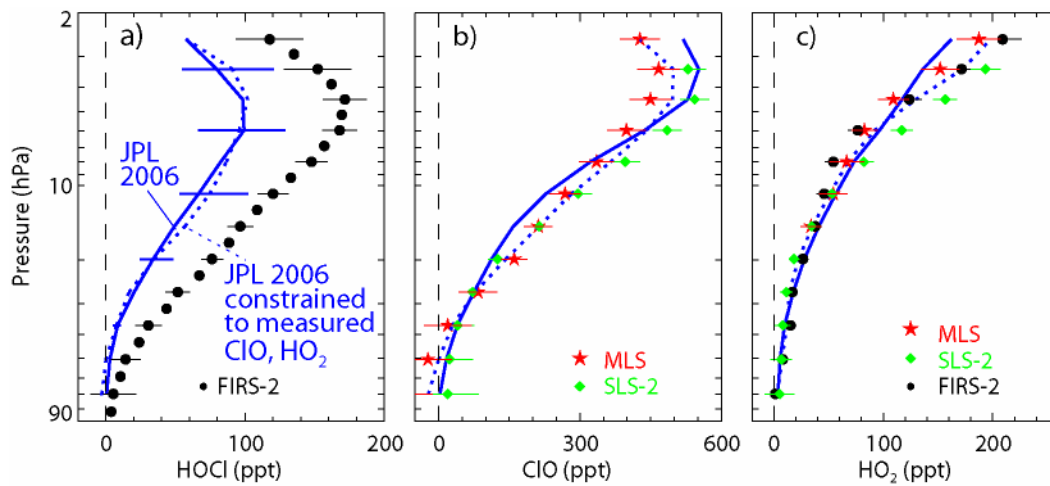 2
10
90
Pressure (hPa)
a)
JPL
2006
JPL 2006
constrained
to measured
ClO, HO₂
FIRS-2
0 100 200
HOCl (ppt)
b)
MLS
SLS-2
0 300 600
ClO (ppt)
c)
MLS
SLS-2
FIRS-2
0 100 200
HO₂ (ppt)